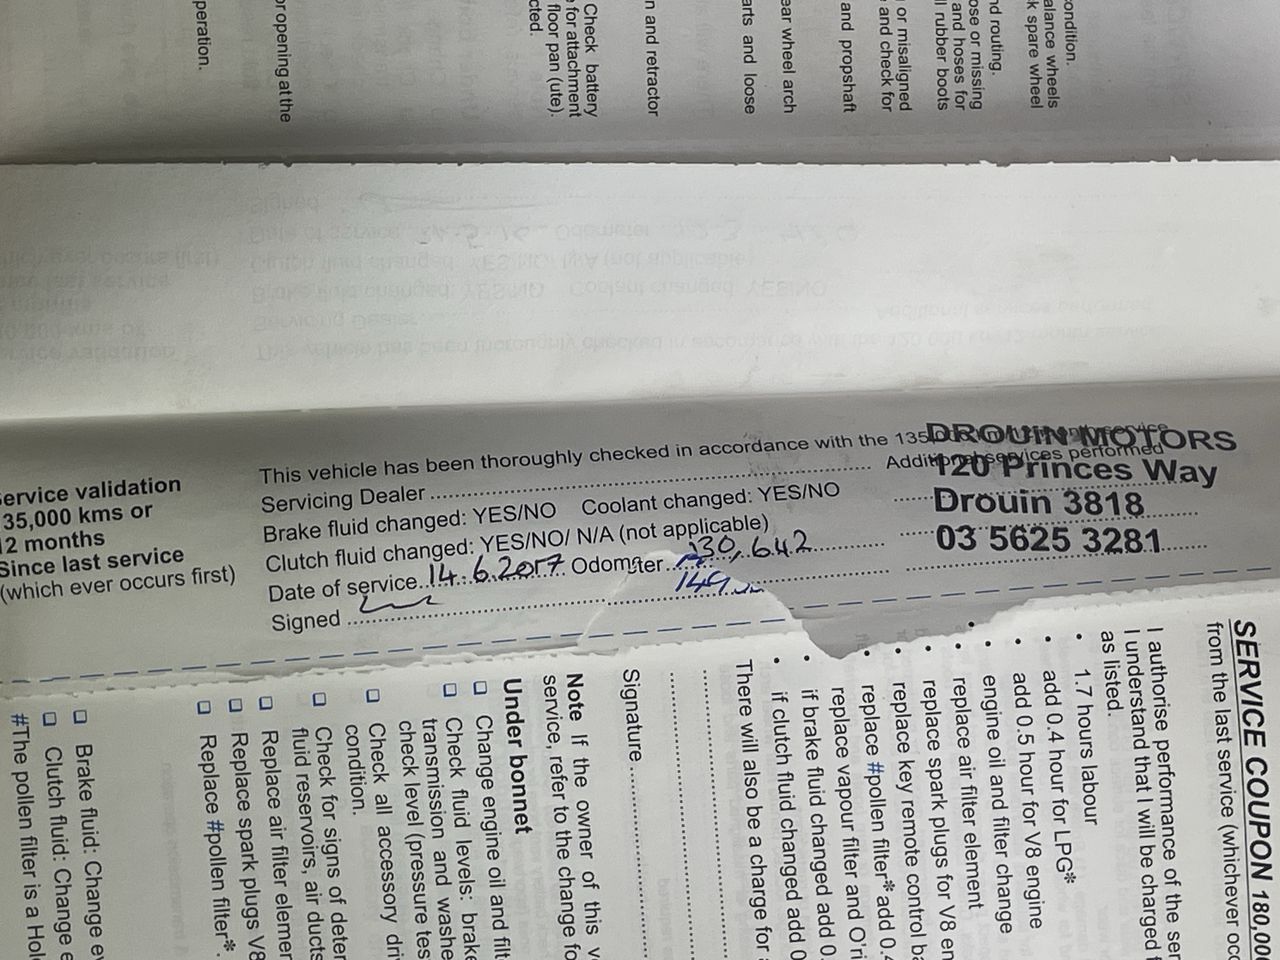 Check battery
for attachment
floor pan (ute).
cted.
n and retractor
arts and loose
ear wheel arch
and propshaft
or misaligned
and check for
ose or missing
and hoses for
l rubber boots
nd routing.
alance wheels
k spare wheel
condition.
or opening at the
peration.
ervice validation
35,000 kms or
12 months
Since last service
(which ever occurs first)
This vehicle has been thoroughly checked in accordance with the 135,000 km/12 month service
Servicing Dealer
Additional services performed
Brake fluid changed: YES/NO Coolant changed: YES/NO
Clutch fluid changed: YES/NO/ N/A (not applicable)
Date of service 14.6.2017 Odometer 130,642
Signed
DROUIN MOTORS
120 Princes Way
Drouin 3818
03 5625 3281
SERVICE COUPON 180,00
from the last service (whichever oc
I authorise performance of the ser
I understand that I will be charged f
as listed.
• 1.7 hours labour
• add 0.4 hour for LPG*
• add 0.5 hour for V8 engine
• engine oil and filter change
• replace air filter element
• replace spark plugs for V8 en
• replace key remote control ba
• replace #pollen filter* add 0.4
replace vapour filter and O'ri
• if brake fluid changed add 0.
• if clutch fluid changed add 0
There will also be a charge for
Signature
Note If the owner of this v
service, refer to the change fo
Under bonnet
❑ Change engine oil and filt
❑ Check fluid levels: brake
transmission and washe
check level (pressure tes
❑ Check all accessory dri
condition.
❑ Check for signs of deter
fluid reservoirs, air ducts
❑ Replace air filter elemer
❑ Replace spark plugs V8
❑ Replace #pollen filter*.
❑ Brake fluid: Change ev
❑ Clutch fluid: Change e
#The pollen filter is a Hol